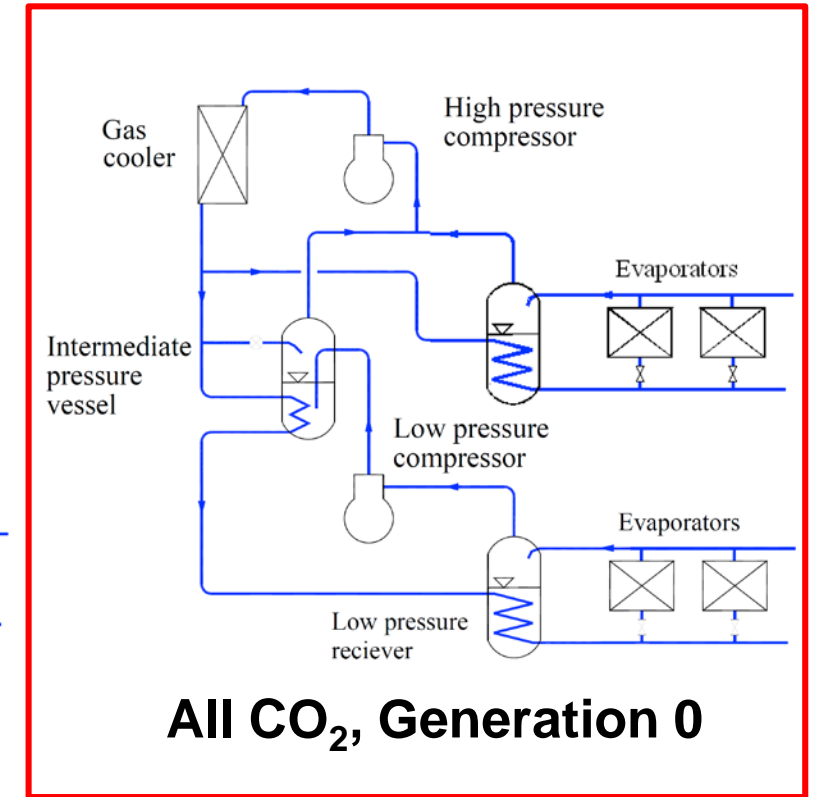 High pressure
compressor
Gas
cooler
Evaporators
Intermediate
pressure
vessel
Low pressure
compressor
Evaporators
Low pressure
reciever
All CO₂, Generation 0